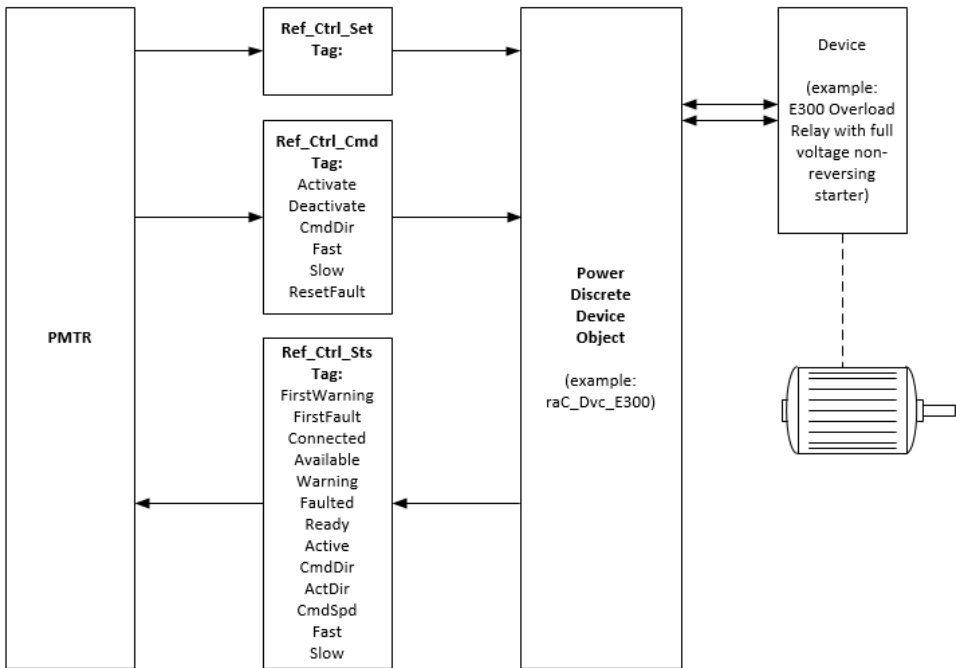 PMTR
Ref_Ctrl_Set
Tag:
Ref_Ctrl_Cmd
Tag:
Activate
Deactivate
CmdDir
Fast
Slow
ResetFault
Ref_Ctrl_Sts
Tag:
FirstWarning
FirstFault
Connected
Available
Warning
Faulted
Ready
Active
CmdDir
ActDir
CmdSpd
Fast
Slow
Power
Discrete
Device
Object
(example:
raC_Dvc_E300)
Device
(example:
E300 Overload
Relay with full
voltage non-
reversing
starter)